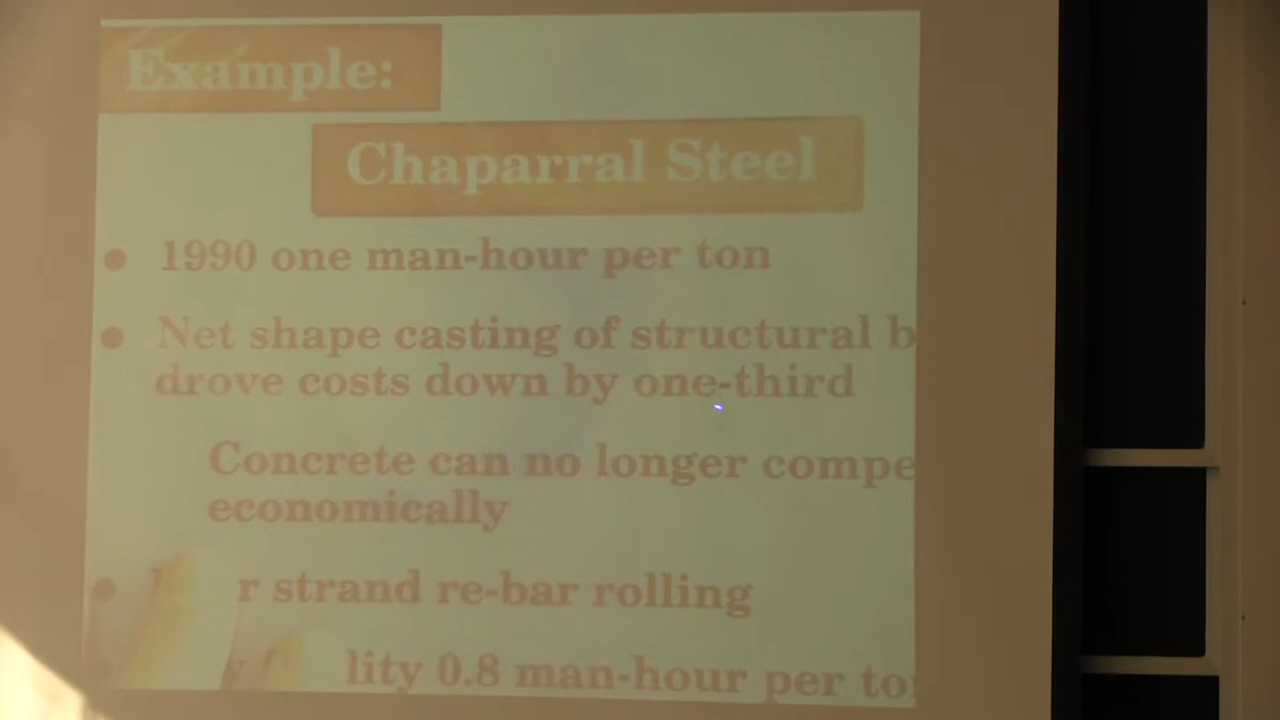 Example:
Chaparral Steel
• 1990 one man-hour per ton
• Net shape casting of structural b
drove costs down by one-third
Concrete can no longer compe
economically
• r strand re-bar rolling
lity 0.8 man-hour per to